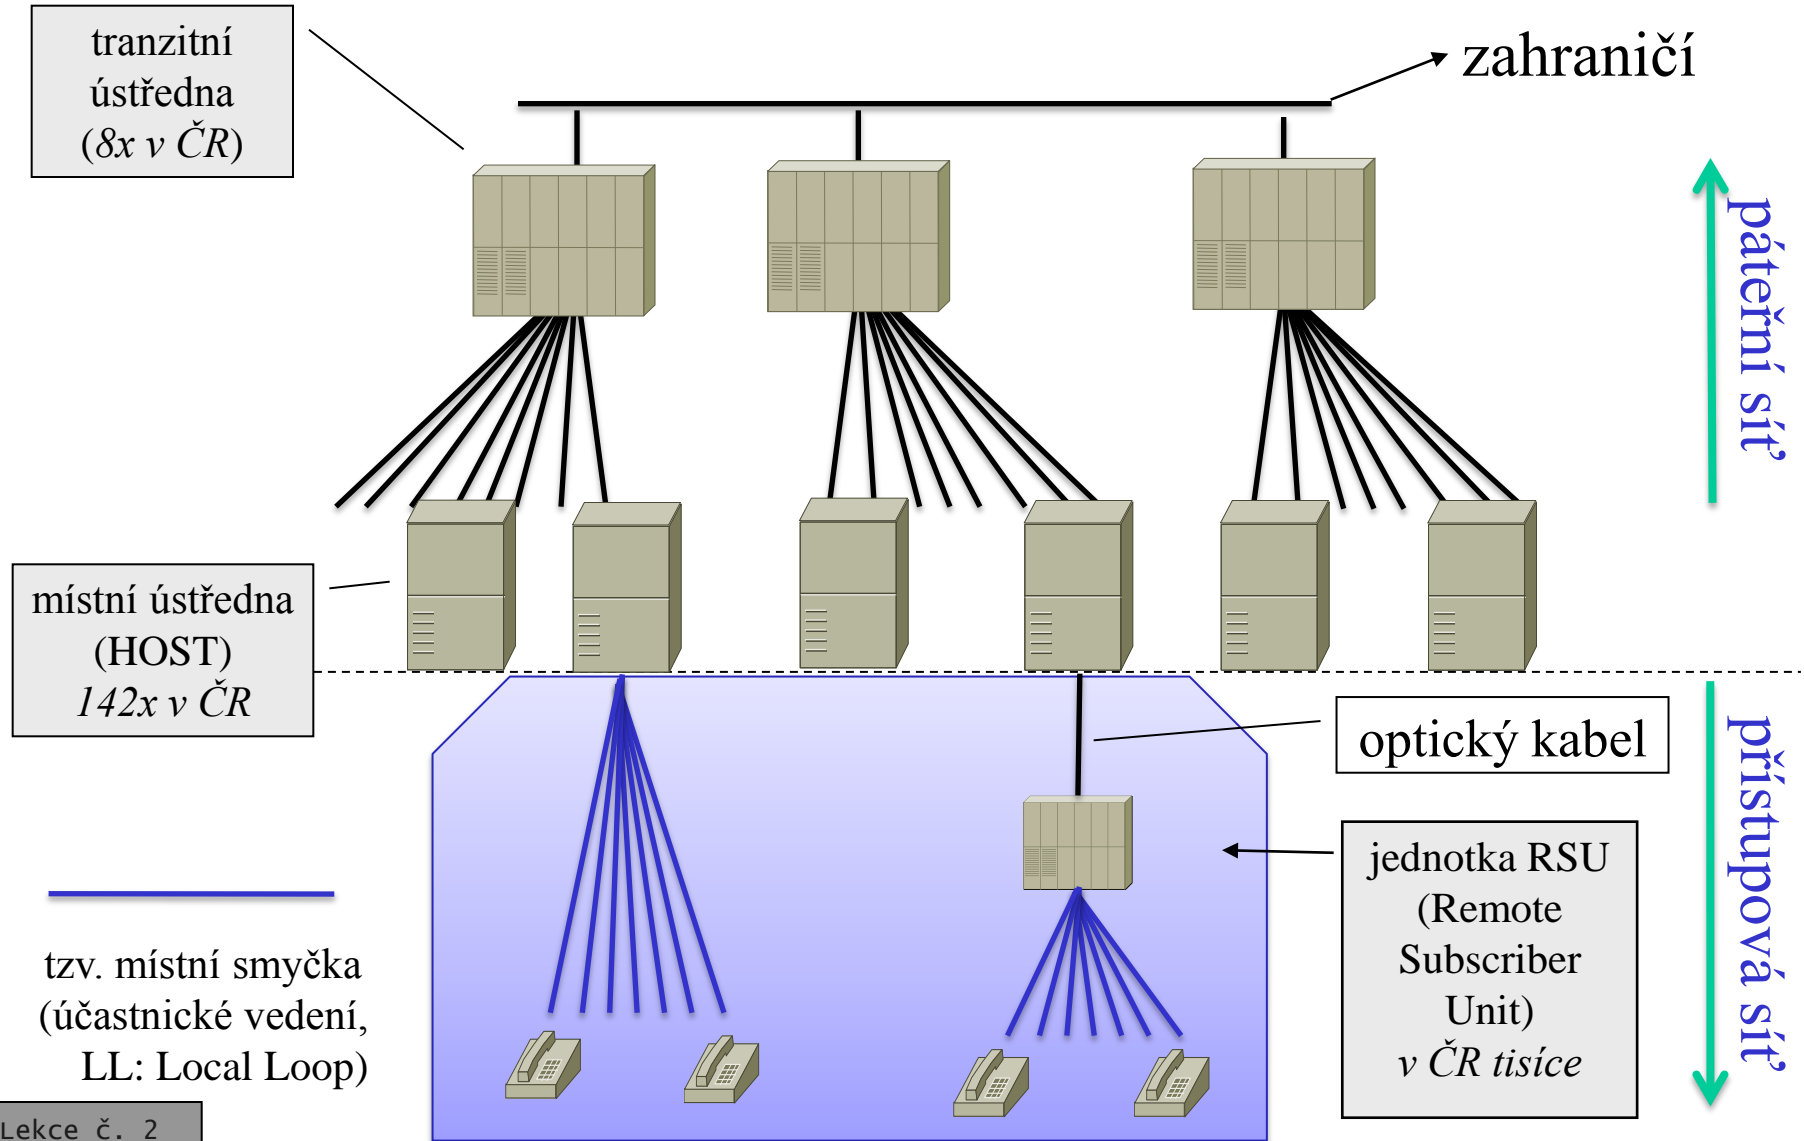 tranzitní
ústředna
(8x v ČR)
zahraničí
páteřní síť
místní ústředna
(HOST)
142x v ČR
optický kabel
přístupová síť
jednotka RSU
(Remote
Subscriber
Unit)
v ČR tisíce
tzv. místní smyčka
(účastnické vedení,
LL: Local Loop)
Lekce č. 2